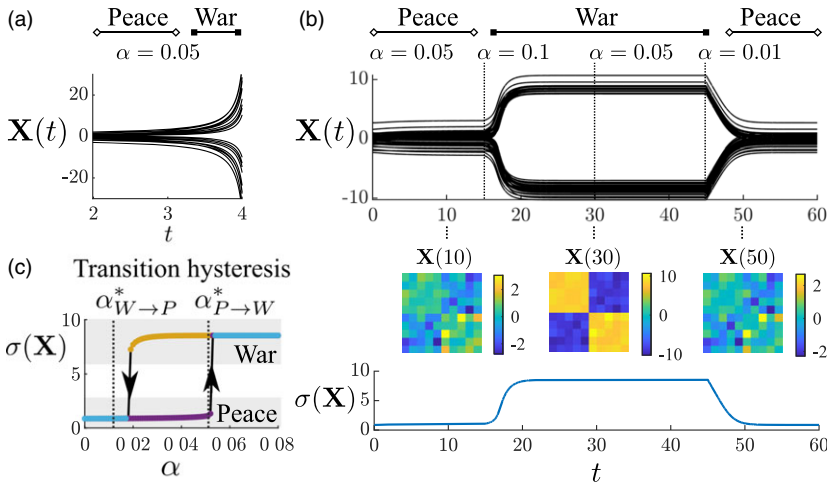 (a)
Peace
War
α = 0.05
X(t)
20
0
-20
2
3
4
t
(b)
Peace
War
Peace
α = 0.05
α = 0.1
α = 0.05
α = 0.01
X(t)
10
0
-10
0
10
20
30
40
50
60
X(10)
X(30)
X(50)
2
0
-2
10
0
-10
2
0
-2
(c)
Transition hysteresis
α*W→P
α*P→W
σ(X)
10
5
0
War
Peace
0
0 02
0 04
0 06
0 08
α
σ(X)
10
5
0
0
10
20
30
40
50
60
t